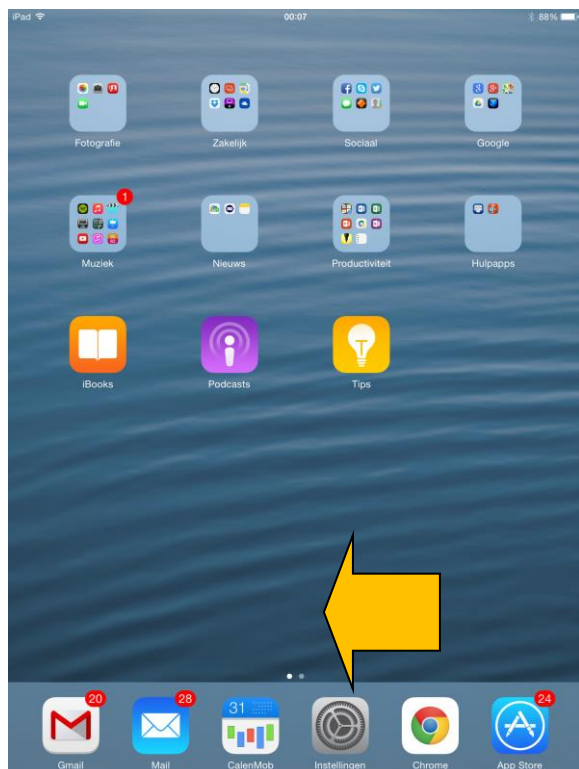 iPad 00:07 88%
Fotografie Zakelijk Sociaal Google
1
Muziek Nieuws Productiviteit Hulpapps
iBooks Podcasts Tips
20 28 31 24
Gmail Mail CalenMob Instellingen Chrome App Store